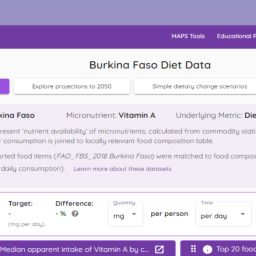 MAPS Tools Educational R
Burkina Faso Diet Data
Explore projections to 2050 Simple dietary change scenarios
kina Faso Micronutrient: Vitamin A Underlying Metric: Die
resent 'nutrient availability' of micronutrients, calculated from commodity stati
r consumption is joined to locally relevant food composition table.
orted food items (FAO_FBS_2018 Burkina Faso) were matched to food compos
daily consumption). Learn more about these datasets
Target: Difference: Quantity Time
- - % mg per person per day
(mg per day)
Median apparent intake of Vitamin A by c... Top 20 foo